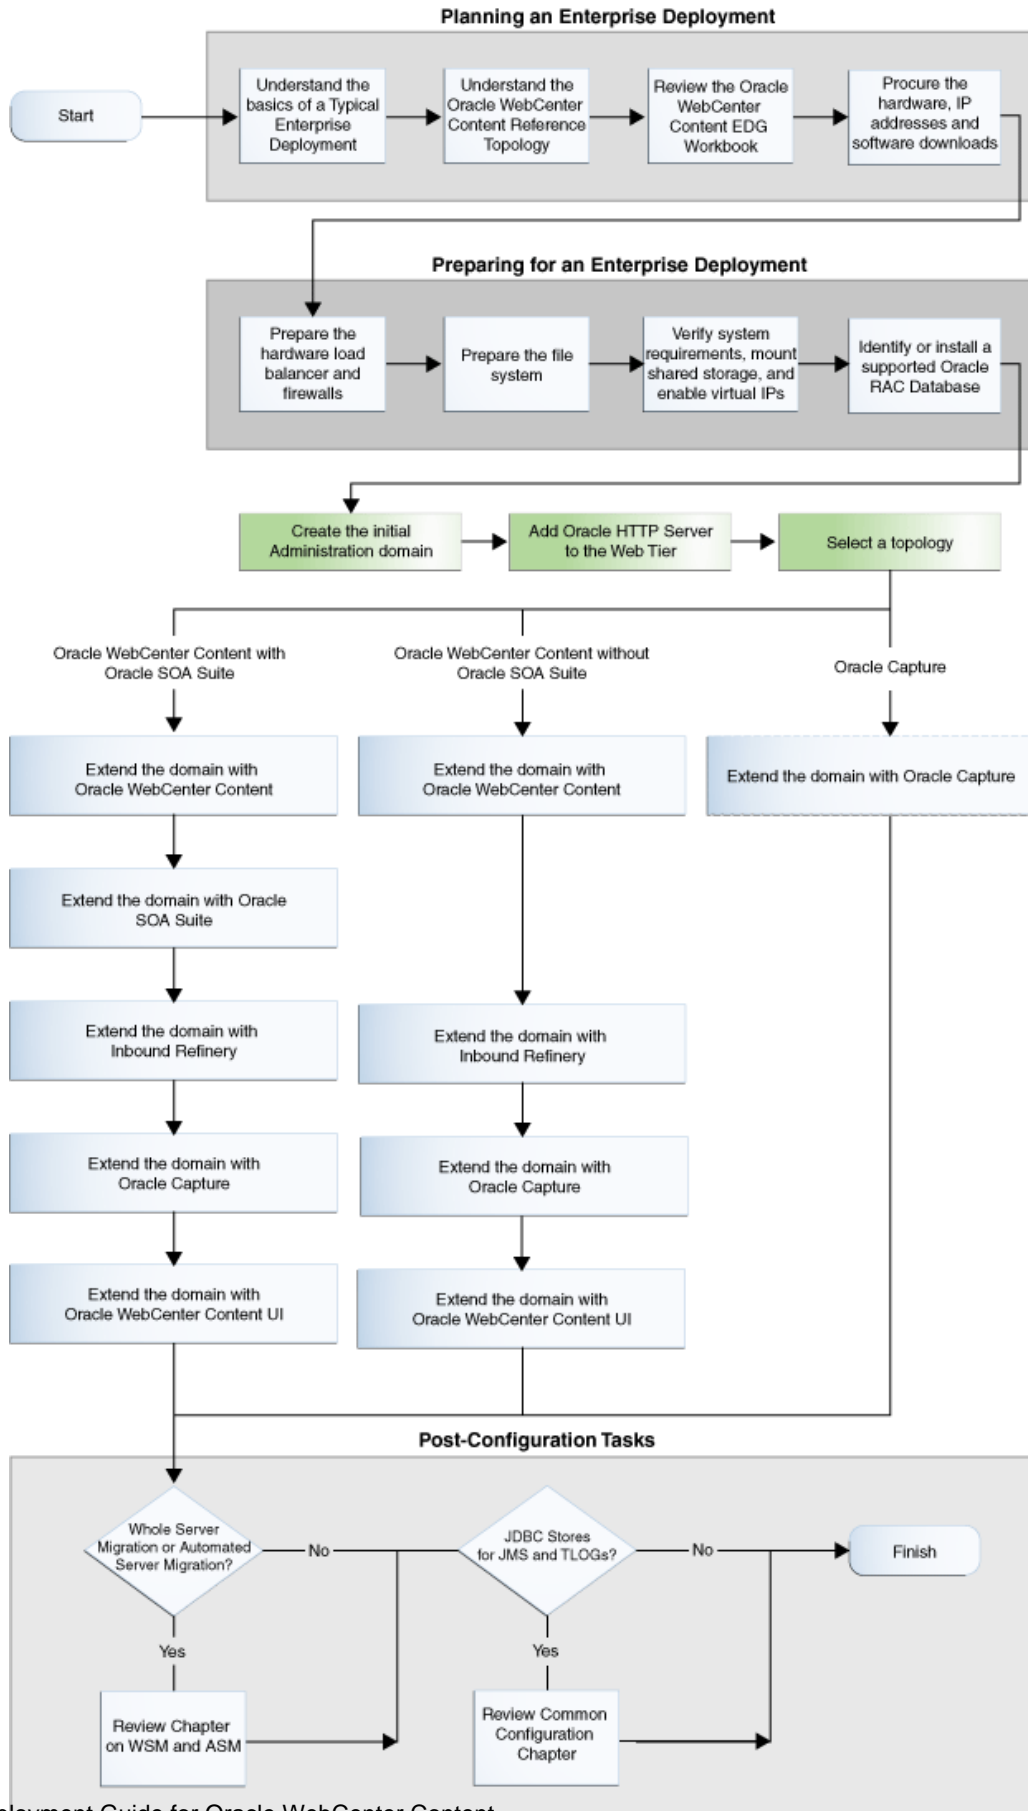 Planning an Enterprise Deployment
Start
Understand the
basics of a Typical
Enterprise
Deployment
Understand the
Oracle WebCenter
Content Reference
Topology
Review the Oracle
WebCenter
Content EDG
Workbook
Procure the
hardware, IP
addresses and
software downloads
Preparing for an Enterprise Deployment
Prepare the
hardware load
balancer and
firewalls
Prepare the file
system
Verify system
requirements, mount
shared storage, and
enable virtual IPs
Identify or install a
supported Oracle
RAC Database
Create the initial
Administration domain
Add Oracle HTTP Server
to the Web Tier
Select a topology
Oracle WebCenter Content with
Oracle SOA Suite
Oracle WebCenter Content without
Oracle SOA Suite
Oracle Capture
Extend the domain with
Oracle WebCenter Content
Extend the domain with
Oracle WebCenter Content
Extend the domain with Oracle Capture
Extend the domain with Oracle
SOA Suite
Extend the domain with
Inbound Refinery
Extend the domain with
Inbound Refinery
Extend the domain with
Oracle Capture
Extend the domain with
Oracle Capture
Extend the domain with
Oracle WebCenter Content UI
Extend the domain with
Oracle WebCenter Content UI
Post-Configuration Tasks
Whole Server
Migration or Automated
Server Migration?
No
JDBC Stores
for JMS and TLOGs?
No
Finish
Yes
Yes
Review Chapter
on WSM and ASM
Review Common
Configuration
Chapter
ployment Guide for Oracle WebCenter Content